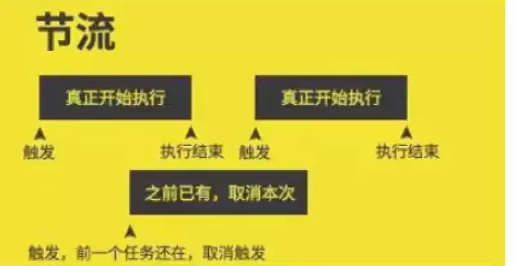 节流
真正开始执行 真正开始执行
触发 执行结束 触发 执行结束
之前已有，取消本次
触发，前一个任务还在，取消触发